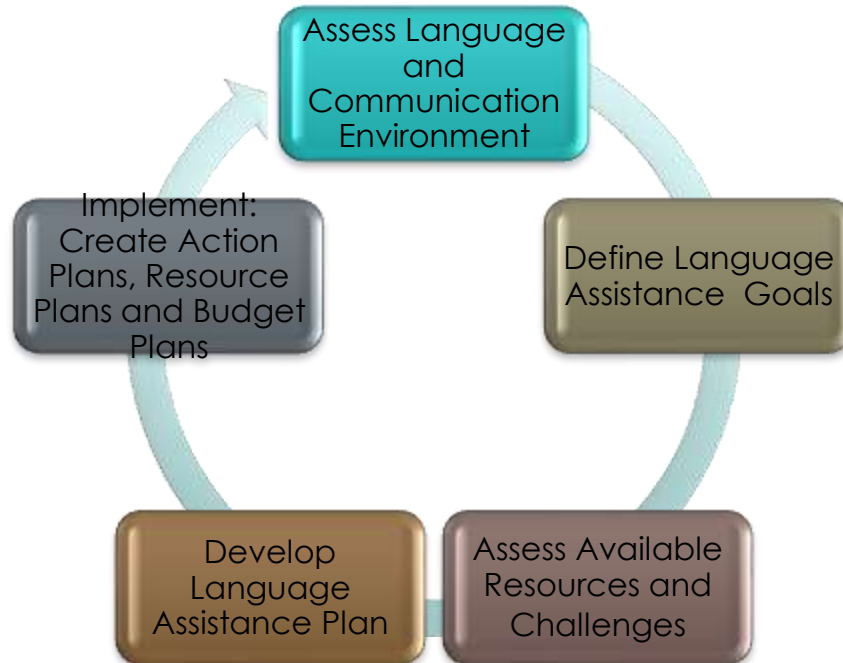 Assess Language
and
Communication
Environment
Define Language
Assistance Goals
Assess Available
Resources and
Challenges
Develop
Language
Assistance Plan
Implement:
Create Action
Plans, Resource
Plans and Budget
Plans